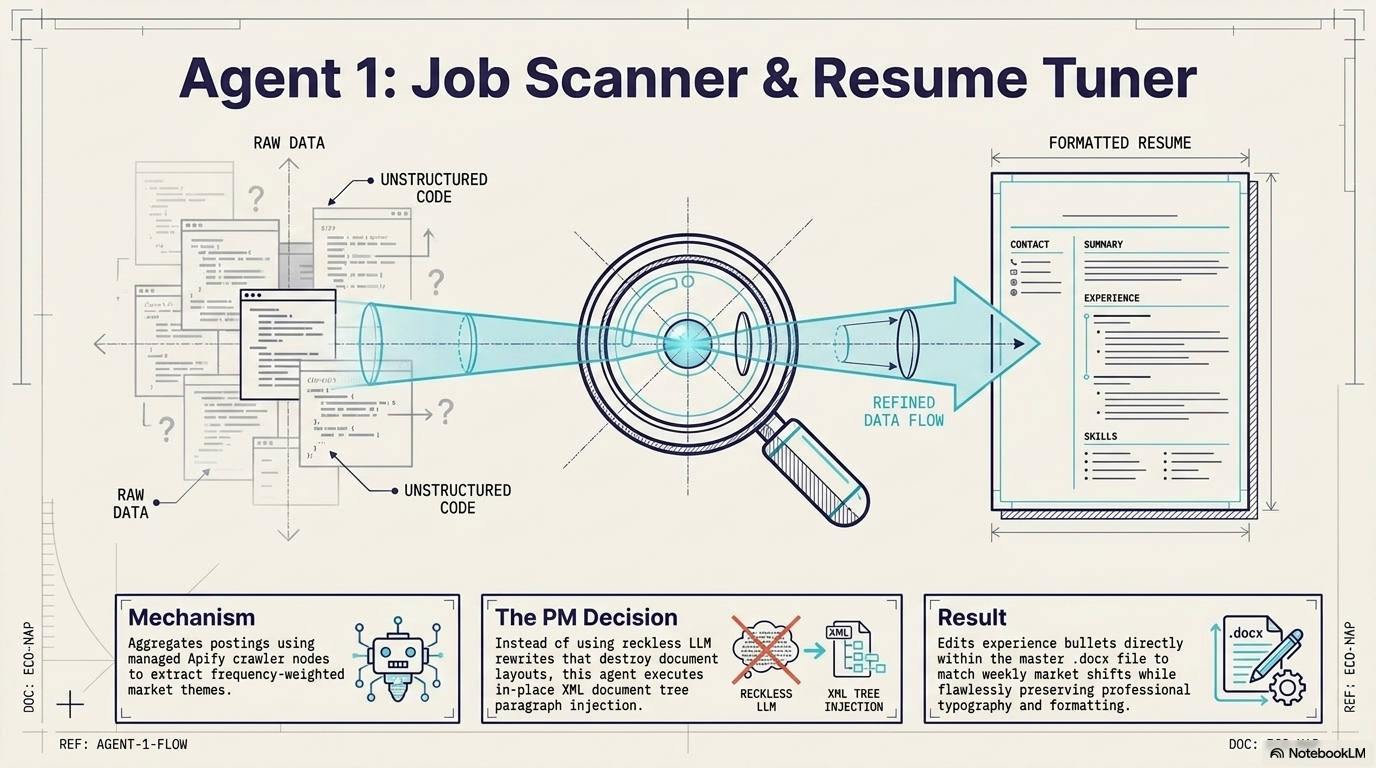 Agent 1: Job Scanner & Resume Tuner
RAW DATA
UNSTRUCTURED
CODE
RAW
DATA
UNSTRUCTURED
CODE
?
?
?
?
REFINED
DATA FLOW
FORMATTED RESUME
CONTACT
SUMMARY
EXPERIENCE
SKILLS
Mechanism
Aggregates postings using
managed Apify crawler nodes
to extract frequency-weighted
market themes.
The PM Decision
Instead of using reckless LLM
rewrites that destroy document
layouts, this agent executes
in-place XML document tree
paragraph injection.
RECKLESS
LLM
XML
XML TREE
INJECTION
Result
Edits experience bullets directly
within the master .docx file to
match weekly market shifts while
flawlessly preserving professional
typography and formatting.
.docx
DOC: ECO-NAP
REF: ECO-NAP
REF: AGENT-1-FLOW
DOC:
NotebookLM